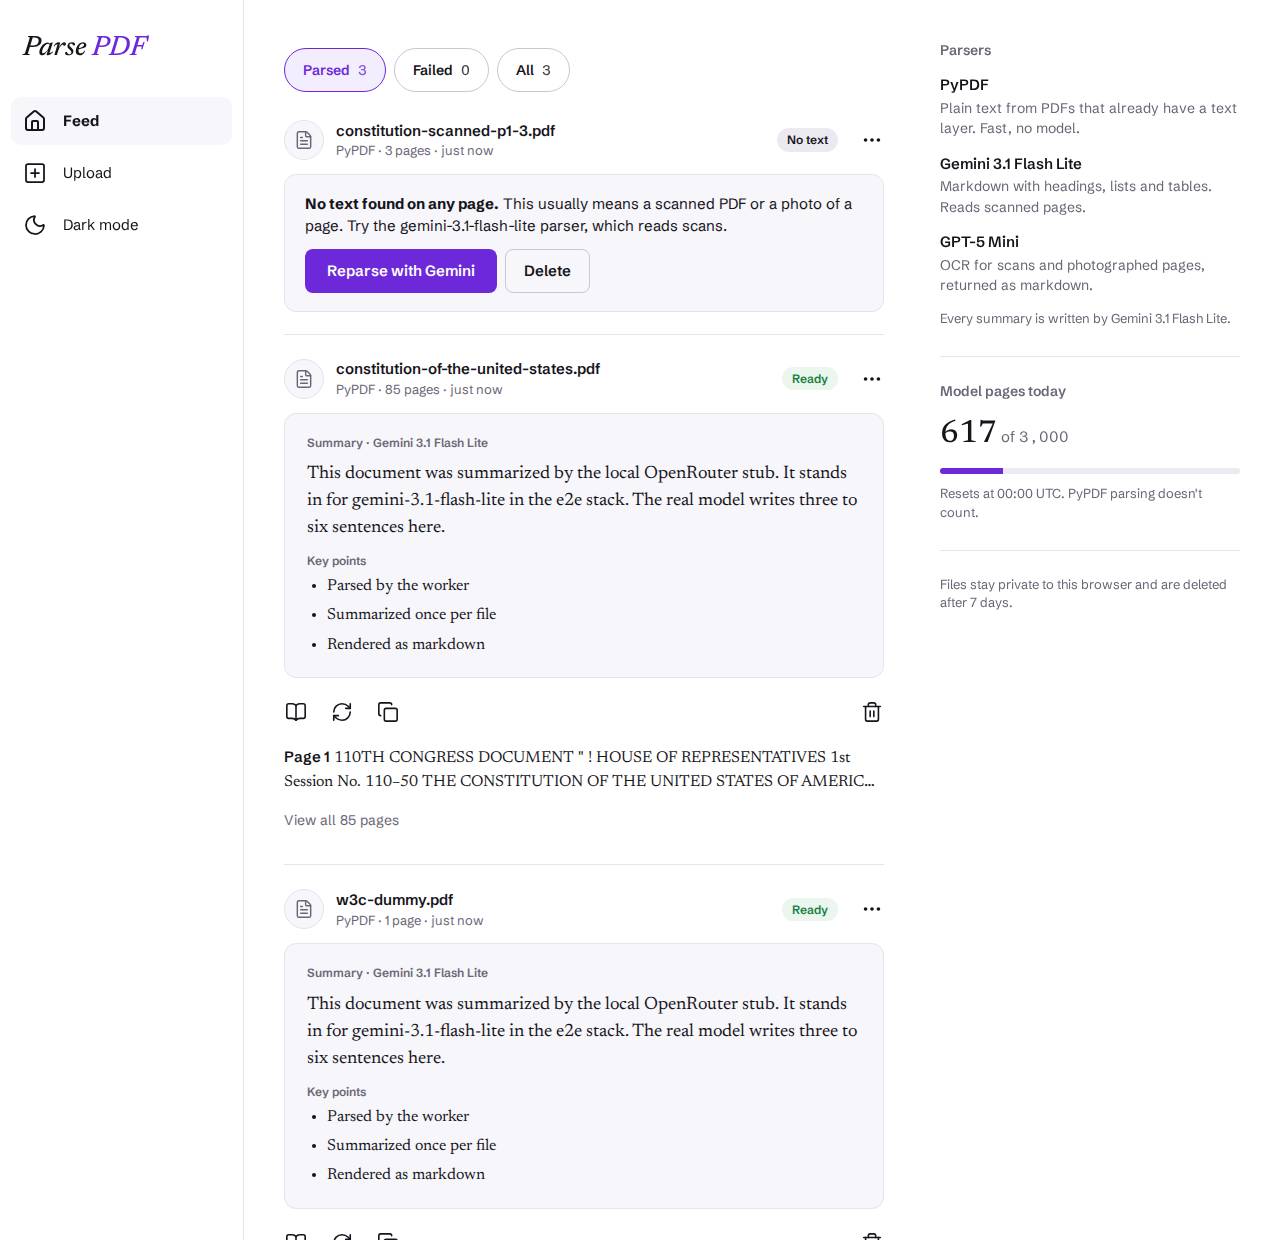 Parse PDF
Feed
Upload
Dark mode
Parsed 3
Failed 0
All 3
constitution-scanned-p1-3.pdf
PyPDF · 3 pages · just now
No text
No text found on any page. This usually means a scanned PDF or a photo of a
page. Try the gemini-3.1-flash-lite parser, which reads scans.
Reparse with Gemini
Delete
constitution-of-the-united-states.pdf
PyPDF · 85 pages · just now
Ready
Summary · Gemini 3.1 Flash Lite
This document was summarized by the local OpenRouter stub. It stands
in for gemini-3.1-flash-lite in the e2e stack. The real model writes three to
six sentences here.
Key points
• Parsed by the worker
• Summarized once per file
• Rendered as markdown
Page 1 110TH CONGRESS DOCUMENT " ! HOUSE OF REPRESENTATIVES 1st
Session No. 110–50 THE CONSTITUTION OF THE UNITED STATES OF AMERIC…
View all 85 pages
w3c-dummy.pdf
PyPDF · 1 page · just now
Ready
Summary · Gemini 3.1 Flash Lite
This document was summarized by the local OpenRouter stub. It stands
in for gemini-3.1-flash-lite in the e2e stack. The real model writes three to
six sentences here.
Key points
• Parsed by the worker
• Summarized once per file
• Rendered as markdown
Parsers
PyPDF
Plain text from PDFs that already have a text
layer. Fast, no model.
Gemini 3.1 Flash Lite
Markdown with headings, lists and tables.
Reads scanned pages.
GPT-5 Mini
OCR for scans and photographed pages,
returned as markdown.
Every summary is written by Gemini 3.1 Flash Lite.
Model pages today
617 of 3,000
Resets at 00:00 UTC. PyPDF parsing doesn't
count.
Files stay private to this browser and are deleted
after 7 days.